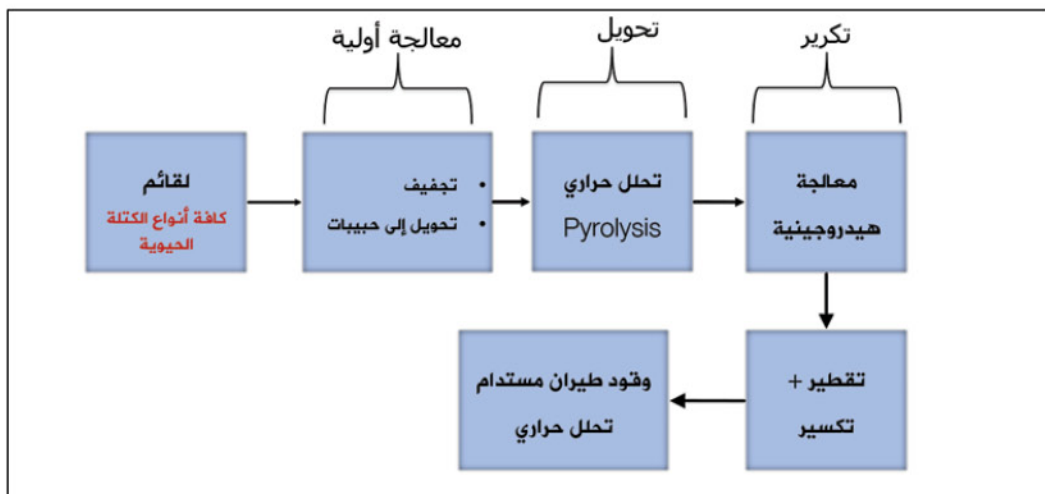 معالجة أولية
تحويل
تكرير
لقائم
كافة أنواع الكتلة
الحيوية
• تجفيف
• تحويل إلى حبيبات
تحلل حراري
Pyrolysis
معالجة
هيدروجينية
تقطير +
تكسير
وقود طيران مستدام
تحلل حراري